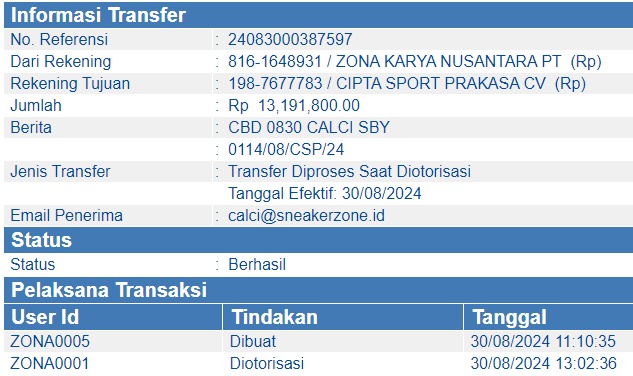 Informasi Transfer
No. Referensi : 24083000387597
Dari Rekening : 816-1648931 / ZONA KARYA NUSANTARA PT (Rp)
Rekening Tujuan : 198-7677783 / CIPTA SPORT PRAKASA CV (Rp)
Jumlah : Rp 13,191,800.00
Berita : CBD 0830 CALCI SBY
: 0114/08/CSP/24
Jenis Transfer : Transfer Diproses Saat Diotorisasi
Tanggal Efektif: 30/08/2024
Email Penerima : calci@sneakerzone.id
Status
Status : Berhasil
Pelaksana Transaksi
User Id Tindakan Tanggal
ZONA0005 Dibuat 30/08/2024 11:10:35
ZONA0001 Diotorisasi 30/08/2024 13:02:36